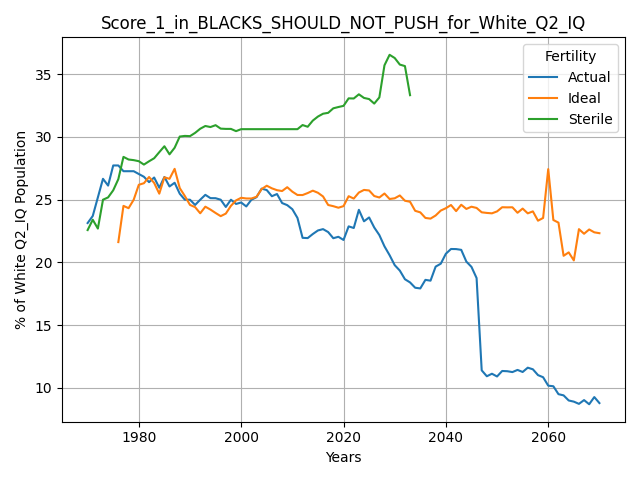 Score_1_in_BLACKS_SHOULD_NOT_PUSH_for_White_Q2_IQ
Fertility
Actual
Ideal
Sterile
% of White Q2_IQ Population
35
30
25
20
15
10
1980
2000
2020
2040
2060
Years